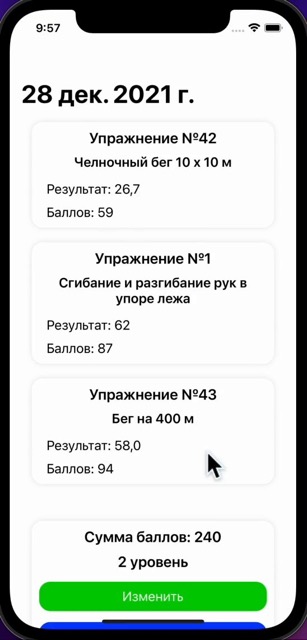 9:57
28 дек. 2021 г.
Упражнение №42
Челночный бег 10 х 10 м
Результат: 26,7
Баллов: 59
Упражнение №1
Сгибание и разгибание рук в
упоре лежа
Результат: 62
Баллов: 87
Упражнение №43
Бег на 400 м
Результат: 58,0
Баллов: 94
Сумма баллов: 240
2 уровень
Изменить